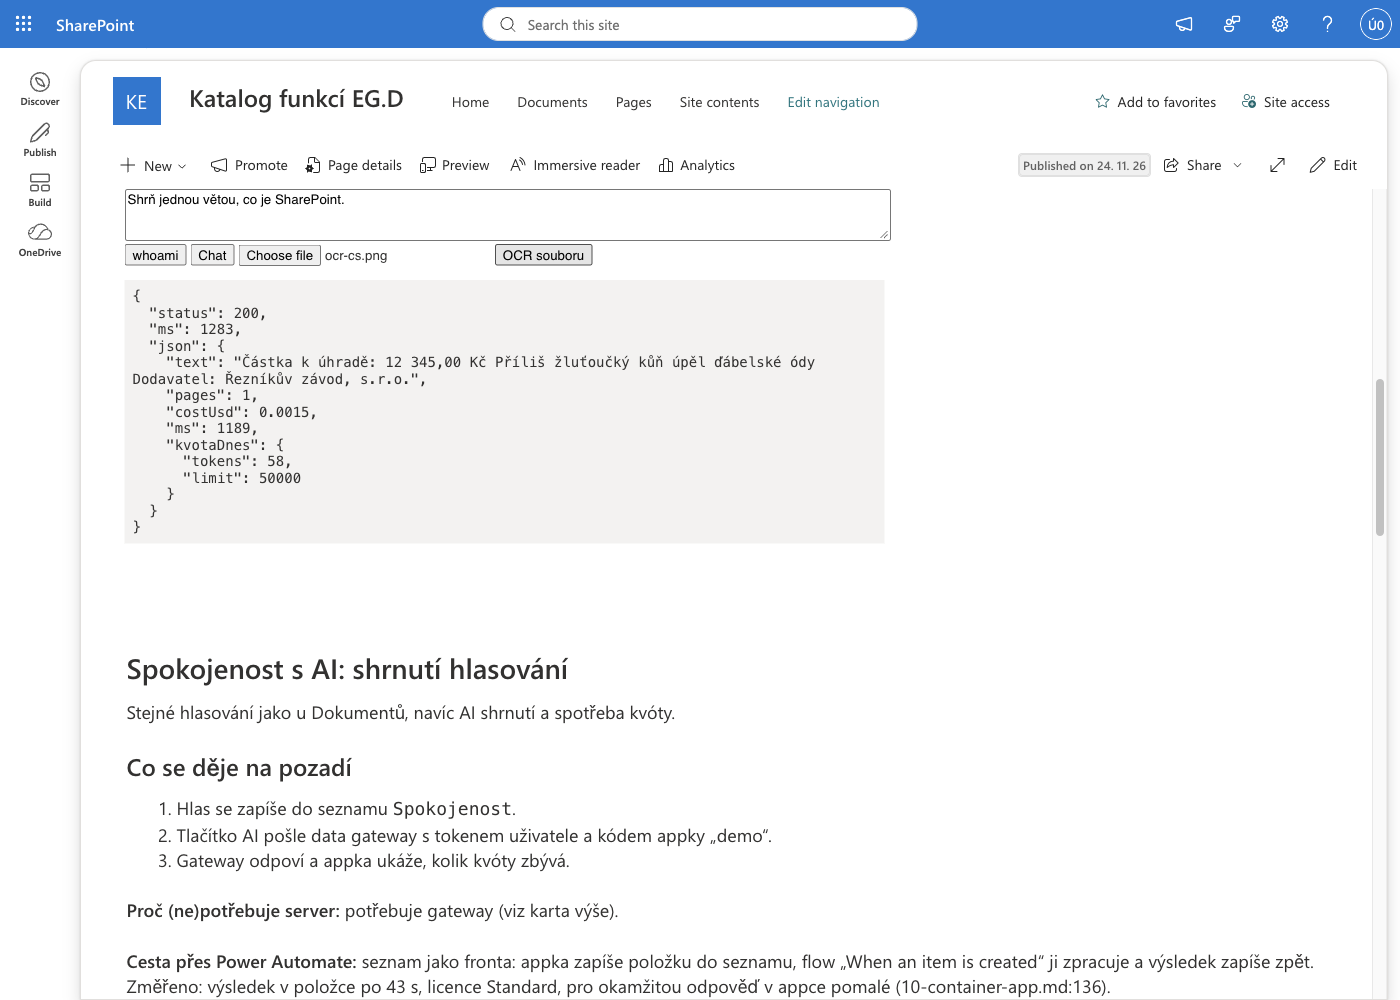 SharePoint
Search this site
Ú0
Discover
Publish
Build
OneDrive
KE
Katalog funkcí EG.D
Home Documents Pages Site contents Edit navigation
Add to favorites Site access
New Promote Page details Preview Immersive reader Analytics
Published on 24. 11. 26 Share Edit
Shrň jednou větou, co je SharePoint.
whoami Chat Choose file ocr-cs.png OCR souboru
{
"status": 200,
"ms": 1283,
"json": {
"text": "Částka k úhradě: 12 345,00 Kč Příliš žluťoučký kůň úpěl ďábelské ódy
Dodavatel: Řezníkův závod, s.r.o.",
"pages": 1,
"costUsd": 0.0015,
"ms": 1189,
"kvotaDnes": {
"tokens": 58,
"limit": 50000
}
}
}
Spokojenost s AI: shrnutí hlasování
Stejné hlasování jako u Dokumentů, navíc AI shrnutí a spotřeba kvóty.
Co se děje na pozadí
1. Hlas se zapíše do seznamu Spokojenost.
2. Tlačítko AI pošle data gateway s tokenem uživatele a kódem appky „demo“.
3. Gateway odpoví a appka ukáže, kolik kvóty zbývá.
Proč (ne)potřebuje server: potřebuje gateway (viz karta výše).
Cesta přes Power Automate: seznam jako fronta: appka zapíše položku do seznamu, flow „When an item is created“ ji zpracuje a výsledek zapíše zpět.
Změřeno: výsledek v položce po 43 s, licence Standard, pro okamžitou odpověď v appce pomalé (10-container-app.md:136).